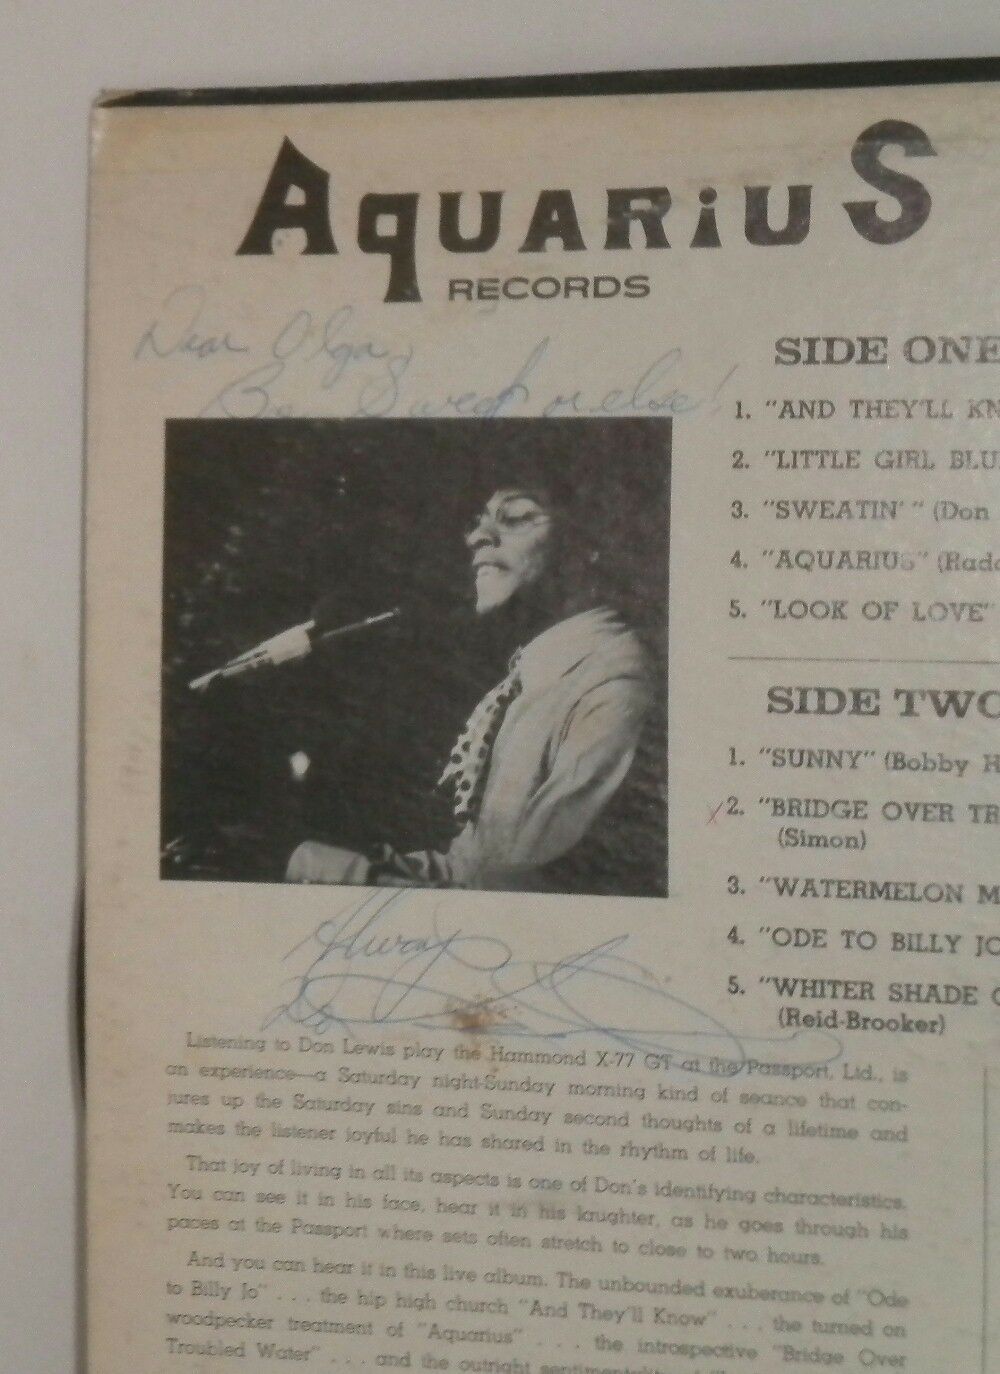 AQUARiUS
RECORDS
Dear Olga,
Be Sweet or else!
SIDE ONE
1. "AND THEY'LL KN
2. "LITTLE GIRL BLU
3. "SWEATIN' " (Don
4. "AQUARIUS" (Rado
5. "LOOK OF LOVE"
SIDE TWO
1. "SUNNY" (Bobby H
x 2. "BRIDGE OVER TR
(Simon)
3. "WATERMELON M
4. "ODE TO BILLY JO
5. "WHITER SHADE O
(Reid-Brooker)
Always
Listening to Don Lewis play the Hammond X-77 GT at the Passport, Ltd., is
an experience—a Saturday night-Sunday morning kind of seance that con-
jures up the Saturday sins and Sunday second thoughts of a lifetime and
makes the listener joyful he has shared in the rhythm of life.
That joy of living in all its aspects is one of Don's identifying characteristics.
You can see it in his face, hear it in his laughter, as he goes through his
paces at the Passport where sets often stretch to close to two hours.
And you can hear it in this live album. The unbounded exuberance of "Ode
to Billy Jo" . . . the hip high church "And They'll Know" . . . the turned on
woodpecker treatment of "Aquarius" . . . the introspective "Bridge Over
Troubled Water" . . . and the outright